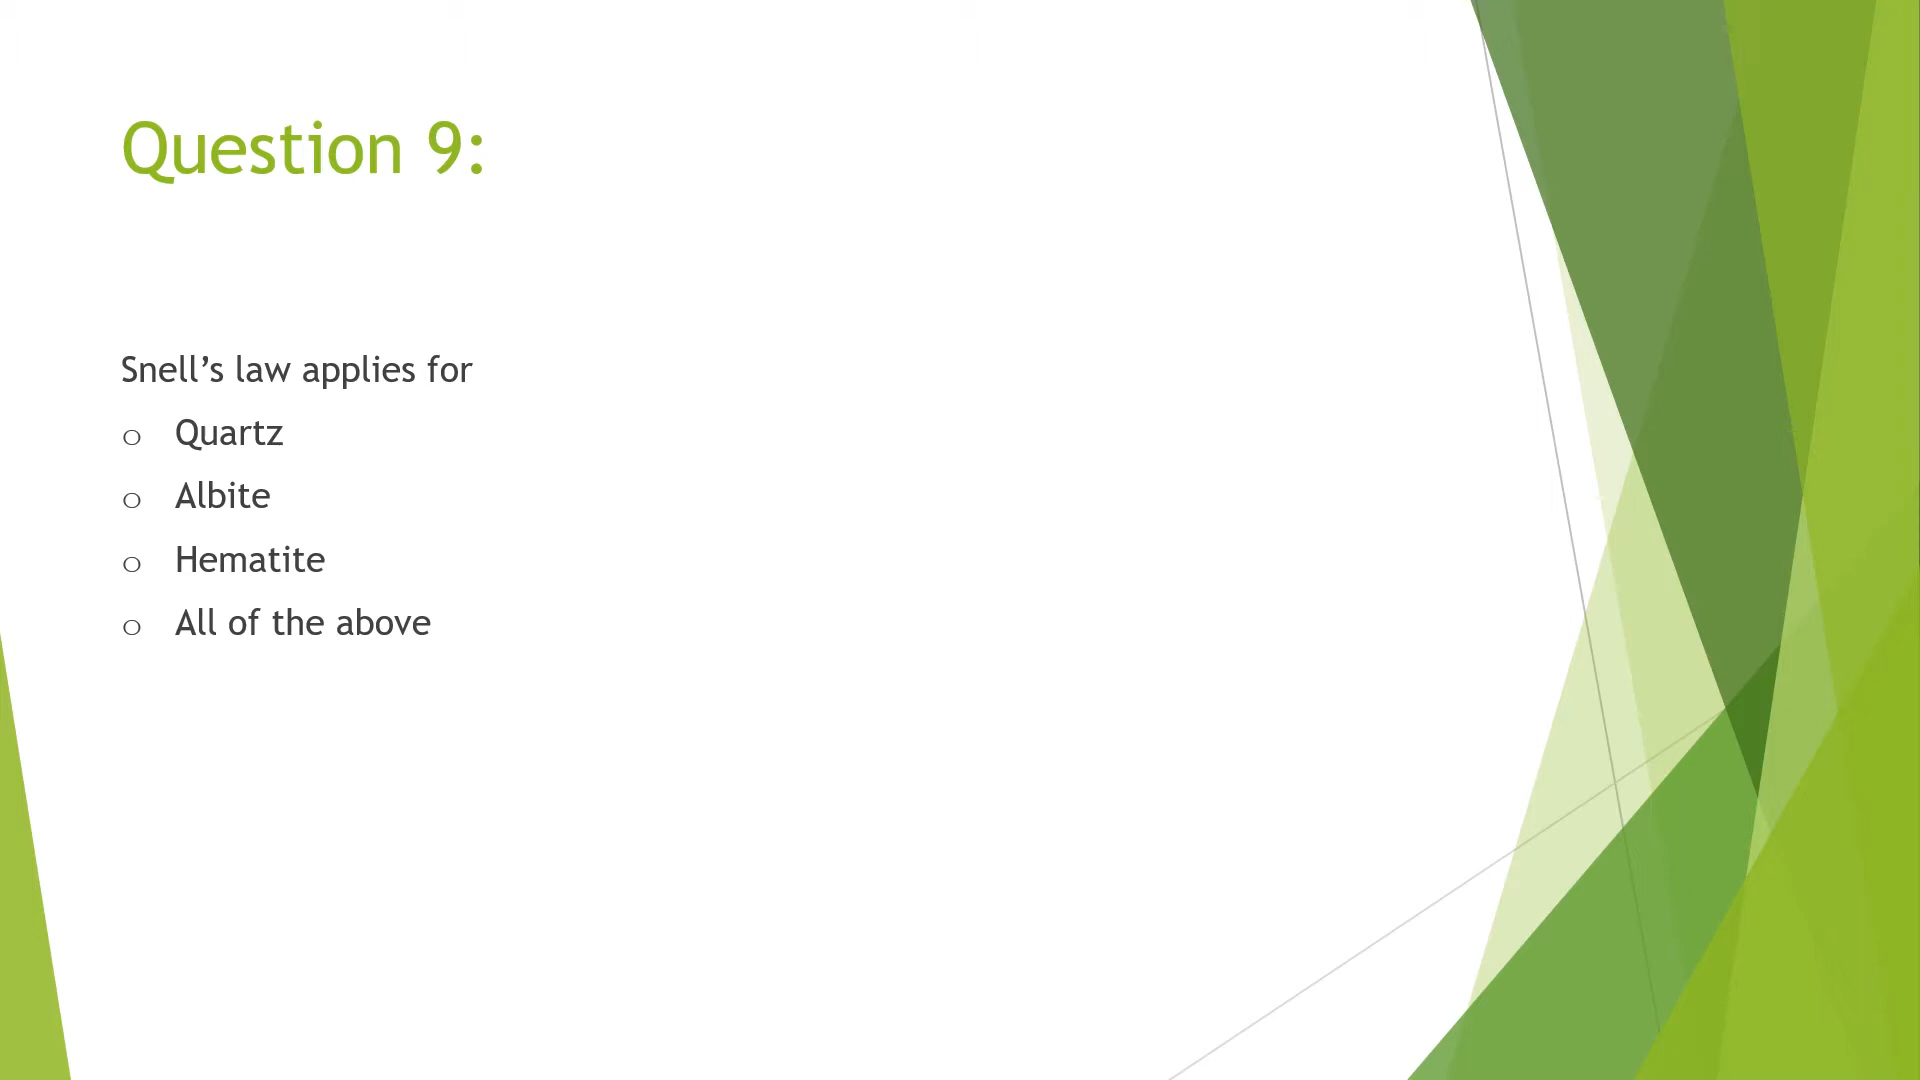 Question 9:
Snell’s law applies for
o Quartz
o Albite
o Hematite
o All of the above